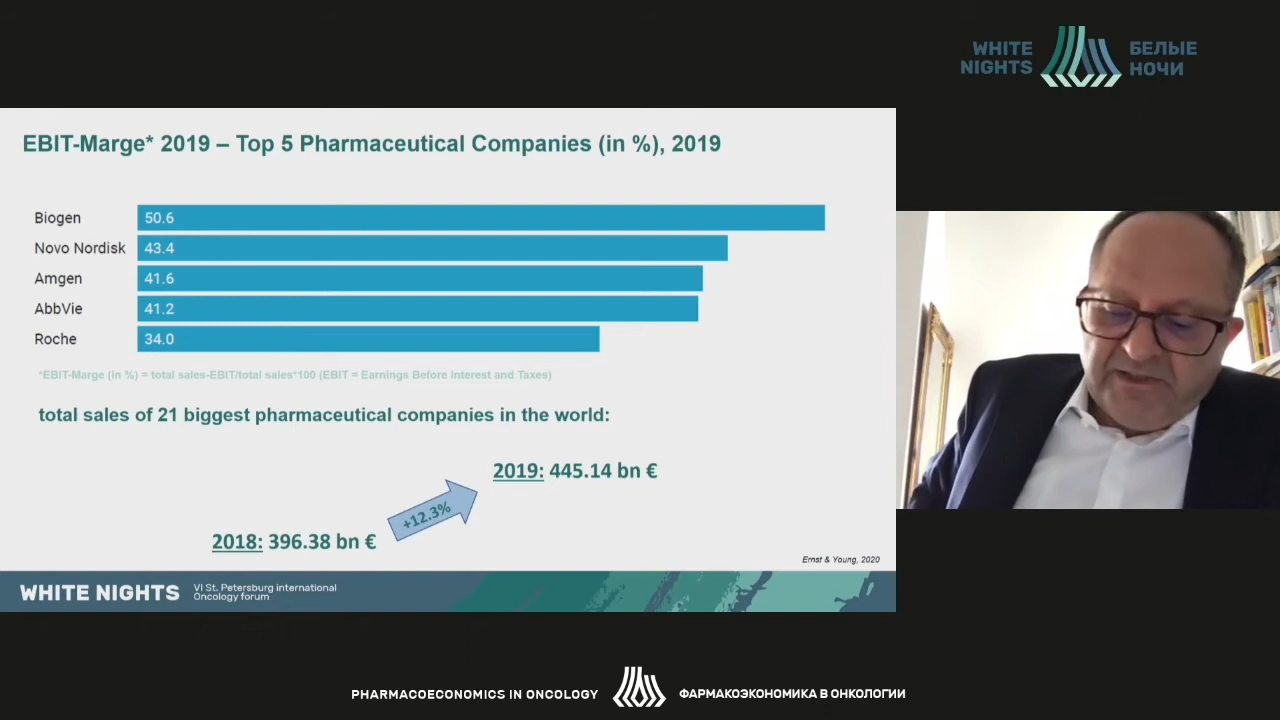 WHITE
NIGHTS
БЕЛЫЕ
НОЧИ
EBIT-Marge* 2019 – Top 5 Pharmaceutical Companies (in %), 2019
Biogen 50.6
Novo Nordisk 43.4
Amgen 41.6
AbbVie 41.2
Roche 34.0
*EBIT-Marge (in %) = total sales-EBIT/total sales*100 (EBIT = Earnings Before Interest and Taxes)
total sales of 21 biggest pharmaceutical companies in the world:
2019: 445.14 bn €
+12.3%
2018: 396.38 bn €
Ernst & Young, 2020
WHITE NIGHTS
VI St. Petersburg international
Oncology forum
PHARMACOECONOMICS IN ONCOLOGY
ФАРМАКОЭКОНОМИКА В ОНКОЛОГИИ